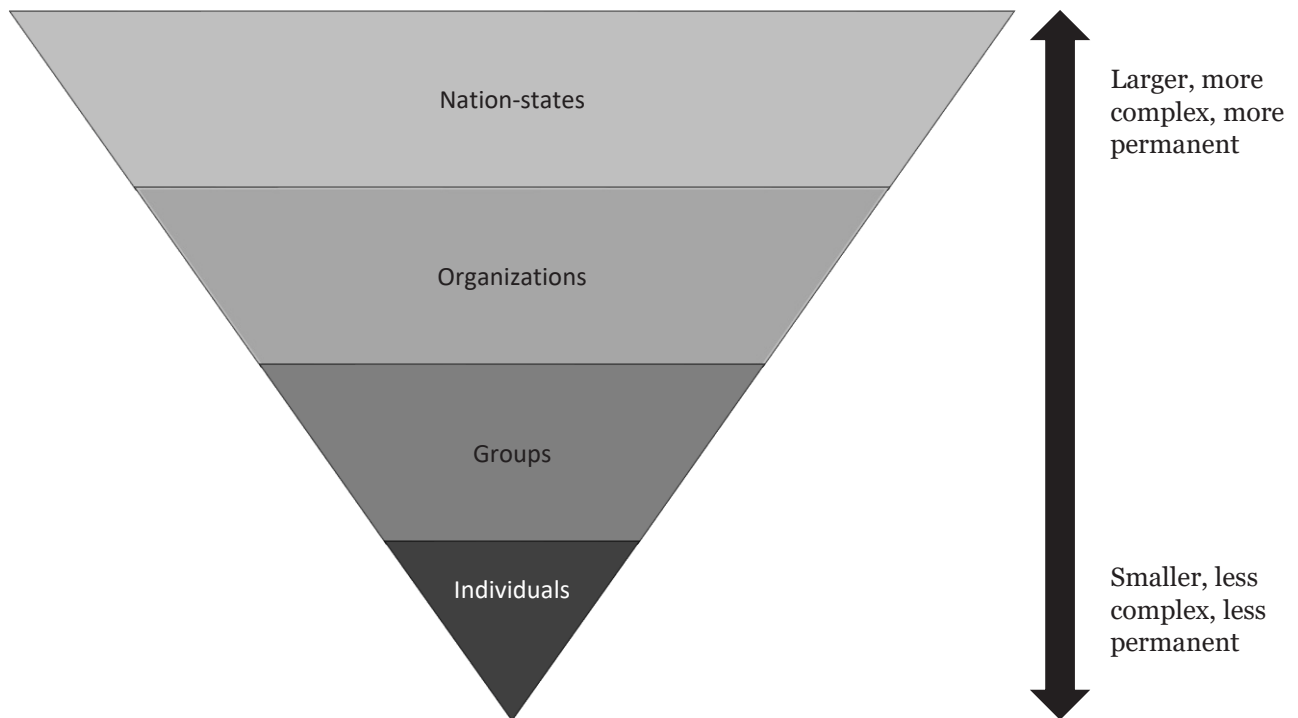 Nation-states
Larger, more
complex, more
permanent
Organizations
Groups
Individuals
Smaller, less
complex, less
permanent